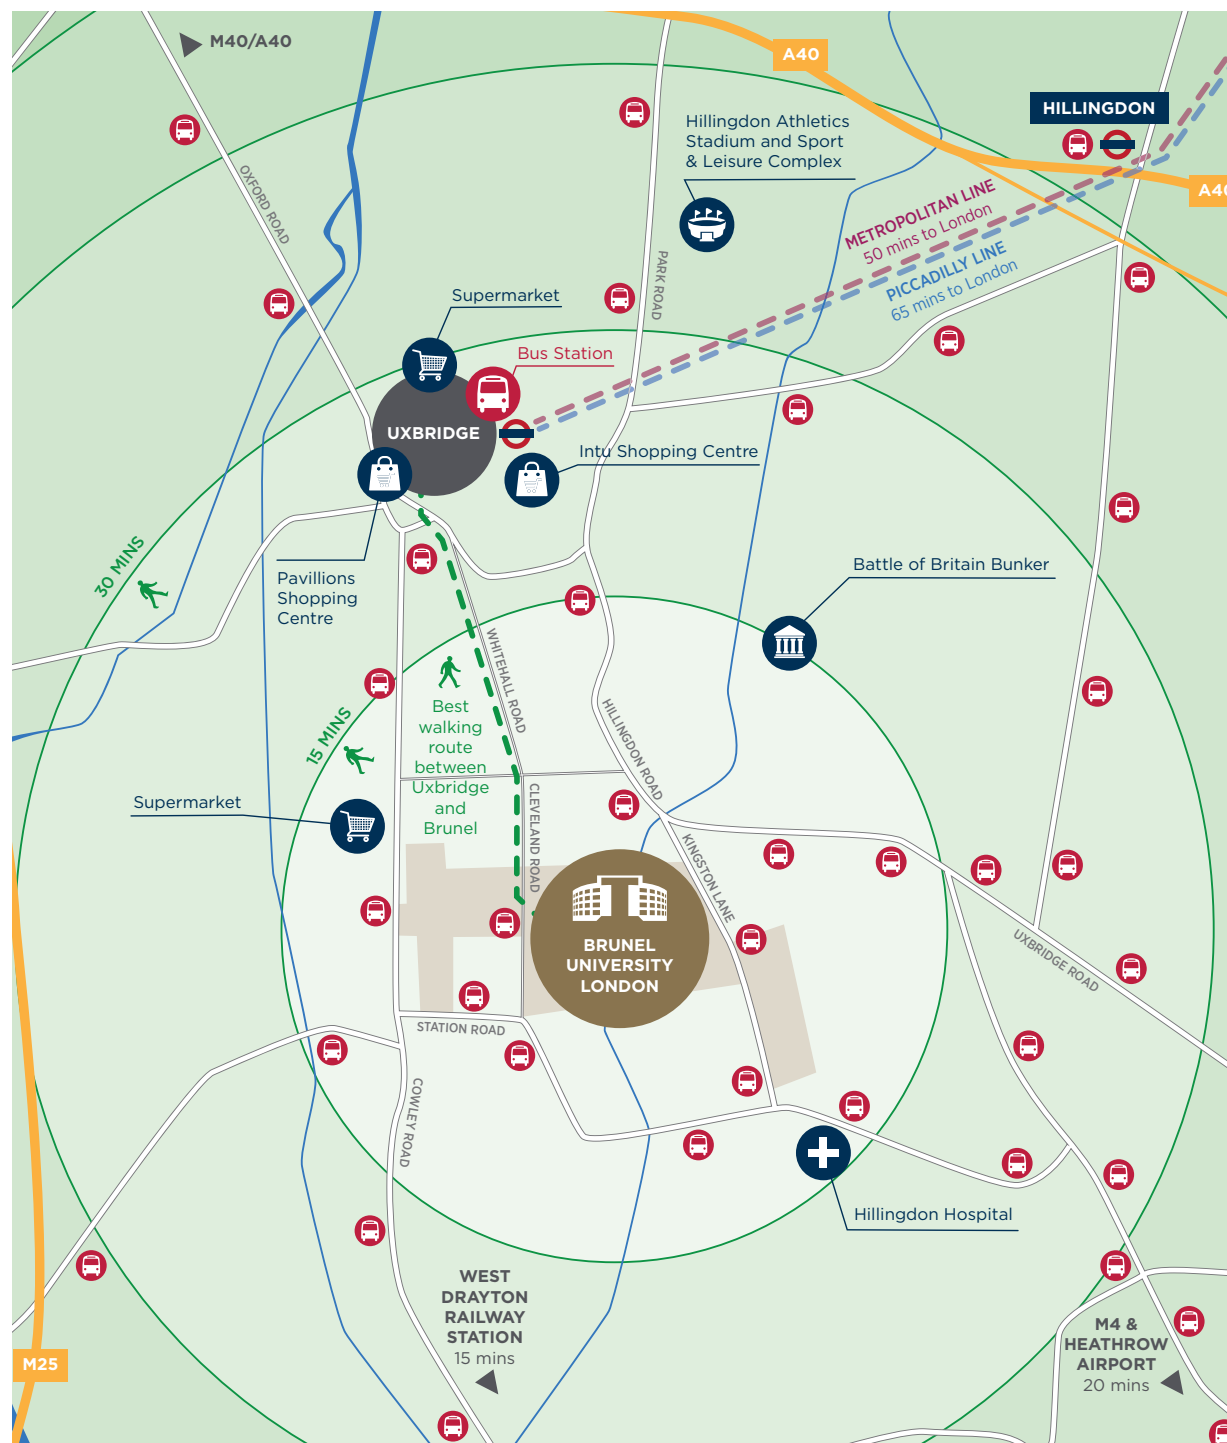 M40/A40
A40
HILLINGDON
Hillingdon Athletics
Stadium and Sport
& Leisure Complex
A40
OXFORD ROAD
METROPOLITAN LINE
50 mins to London
PICCADILLY LINE
65 mins to London
PARK ROAD
Supermarket
Bus Station
UXBRIDGE
Intu Shopping Centre
30 MINS
Pavillions
Shopping
Centre
Battle of Britain Bunker
WHITEHALL ROAD
15 MINS
Best
walking
route
between
Uxbridge
and
Brunel
HILLINGDON ROAD
Supermarket
CLEVELAND ROAD
KINGSTON LANE
BRUNEL
UNIVERSITY
LONDON
UXBRIDGE ROAD
STATION ROAD
COWLEY ROAD
Hillingdon Hospital
WEST
DRAYTON
RAILWAY
STATION
15 mins
M4 &
HEATHROW
AIRPORT
20 mins
M25